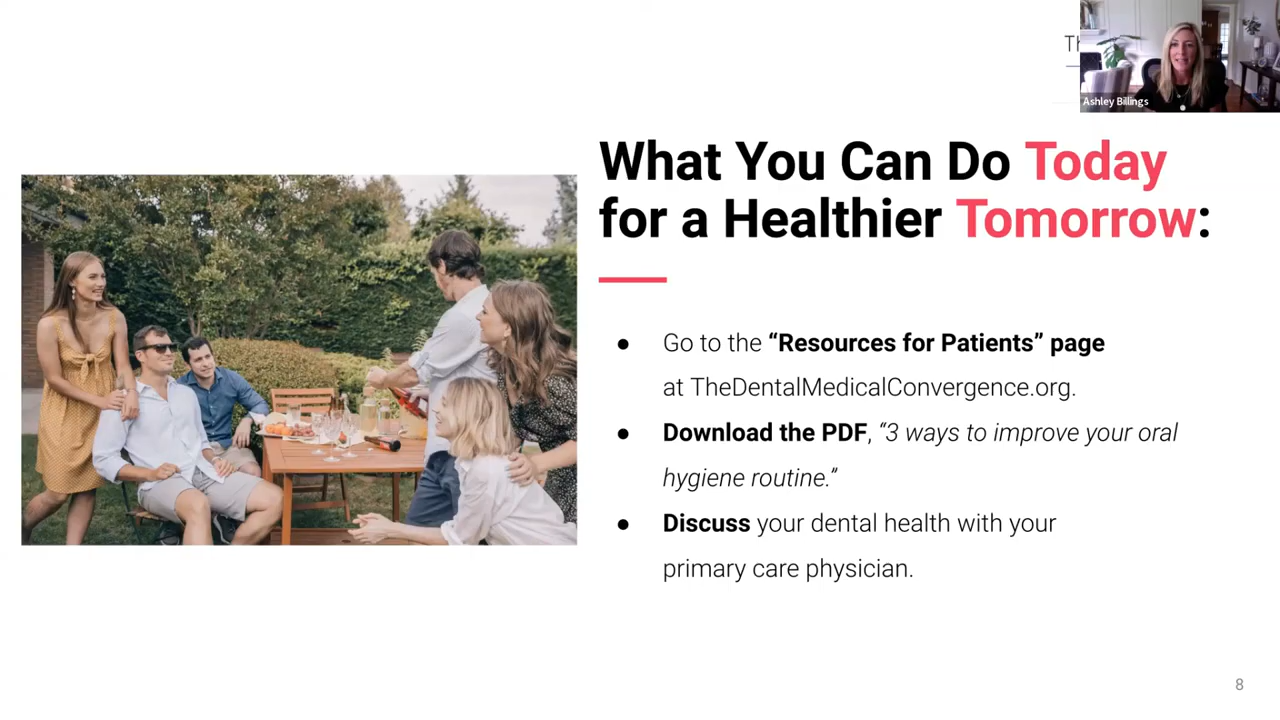 Ashley Billings
What You Can Do Today
for a Healthier Tomorrow:
● Go to the “Resources for Patients” page
at TheDentalMedicalConvergence.org.
● Download the PDF, “3 ways to improve your oral
hygiene routine.”
● Discuss your dental health with your
primary care physician.
8